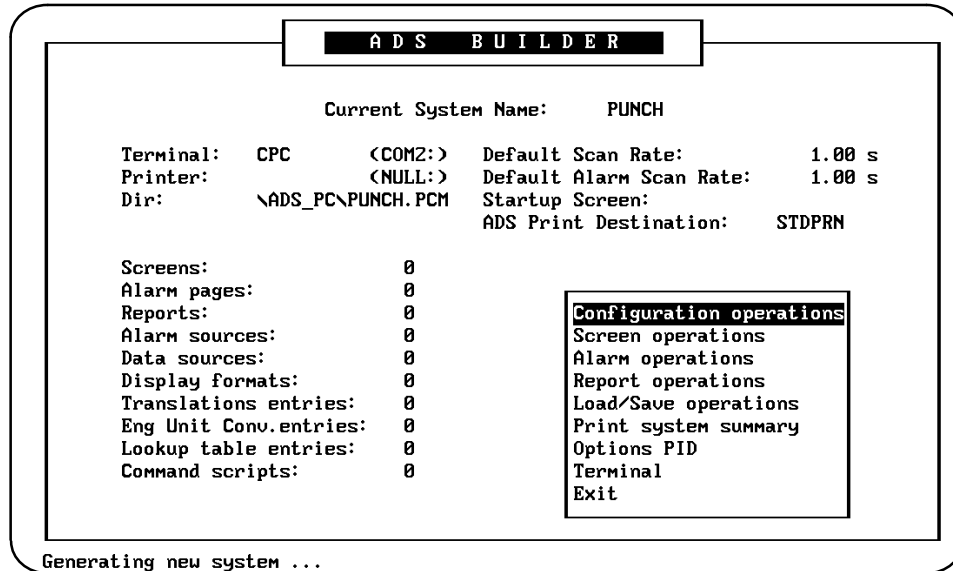 ADS BUILDER
Current System Name: PUNCH
Terminal: CPC (COM2:) Default Scan Rate: 1.00 s
Printer: (NULL:) Default Alarm Scan Rate: 1.00 s
Dir: \ADS_PC\PUNCH.PCM Startup Screen:
ADS Print Destination: STDPRN
Screens: 0
Alarm pages: 0
Reports: 0
Alarm sources: 0
Data sources: 0
Display formats: 0
Translations entries: 0
Eng Unit Conv.entries: 0
Lookup table entries: 0
Command scripts: 0
Configuration operations
Screen operations
Alarm operations
Report operations
Load/Save operations
Print system summary
Options PID
Terminal
Exit
Generating new system ...